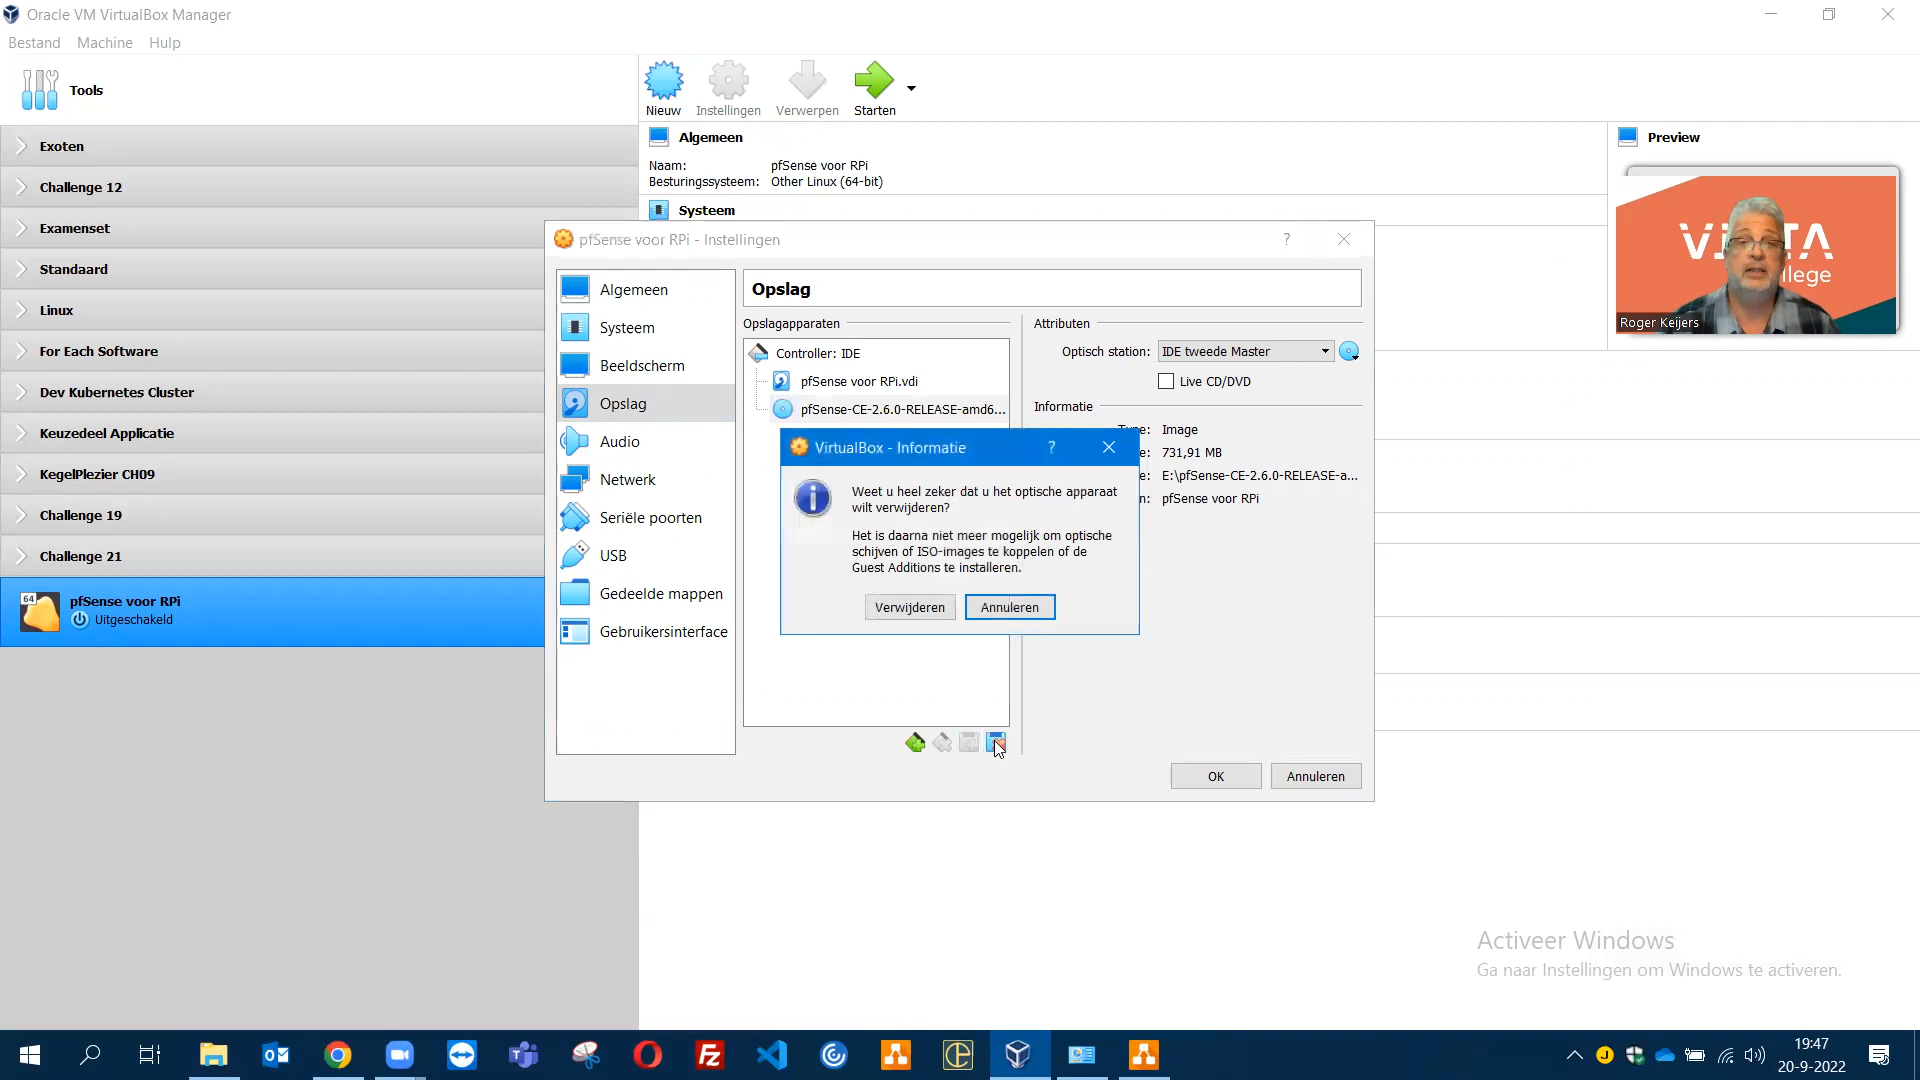 Oracle VM VirtualBox Manager
Bestand Machine Hulp
Tools
Nieuw Instellingen Verwerpen Starten
Exoten
Challenge 12
Examenset
Standaard
Linux
For Each Software
Dev Kubernetes Cluster
Keuzedeel Applicatie
KegelPlezier CH09
Challenge 19
Challenge 21
64
pfSense voor RPi
Uitgeschakeld
Algemeen
Naam: pfSense voor RPi
Besturingssysteem: Other Linux (64-bit)
Systeem
Preview
Roger Keijers
pfSense voor RPi - Instellingen
?
Algemeen
Systeem
Beeldscherm
Opslag
Audio
Netwerk
Seriële poorten
USB
Gedeelde mappen
Gebruikersinterface
Opslag
Opslagapparaten
Controller: IDE
pfSense voor RPi.vdi
pfSense-CE-2.6.0-RELEASE-amd6...
Attributen
Optisch station: IDE tweede Master
Live CD/DVD
Informatie
Image
731,91 MB
E:\pfSense-CE-2.6.0-RELEASE-a...
pfSense voor RPi
VirtualBox - Informatie
?
Weet u heel zeker dat u het optische apparaat
wilt verwijderen?
Het is daarna niet meer mogelijk om optische
schijven of ISO-images te koppelen of de
Guest Additions te installeren.
Verwijderen Annuleren
OK Annuleren
Activeer Windows
Ga naar Instellingen om Windows te activeren.
19:47
20-9-2022